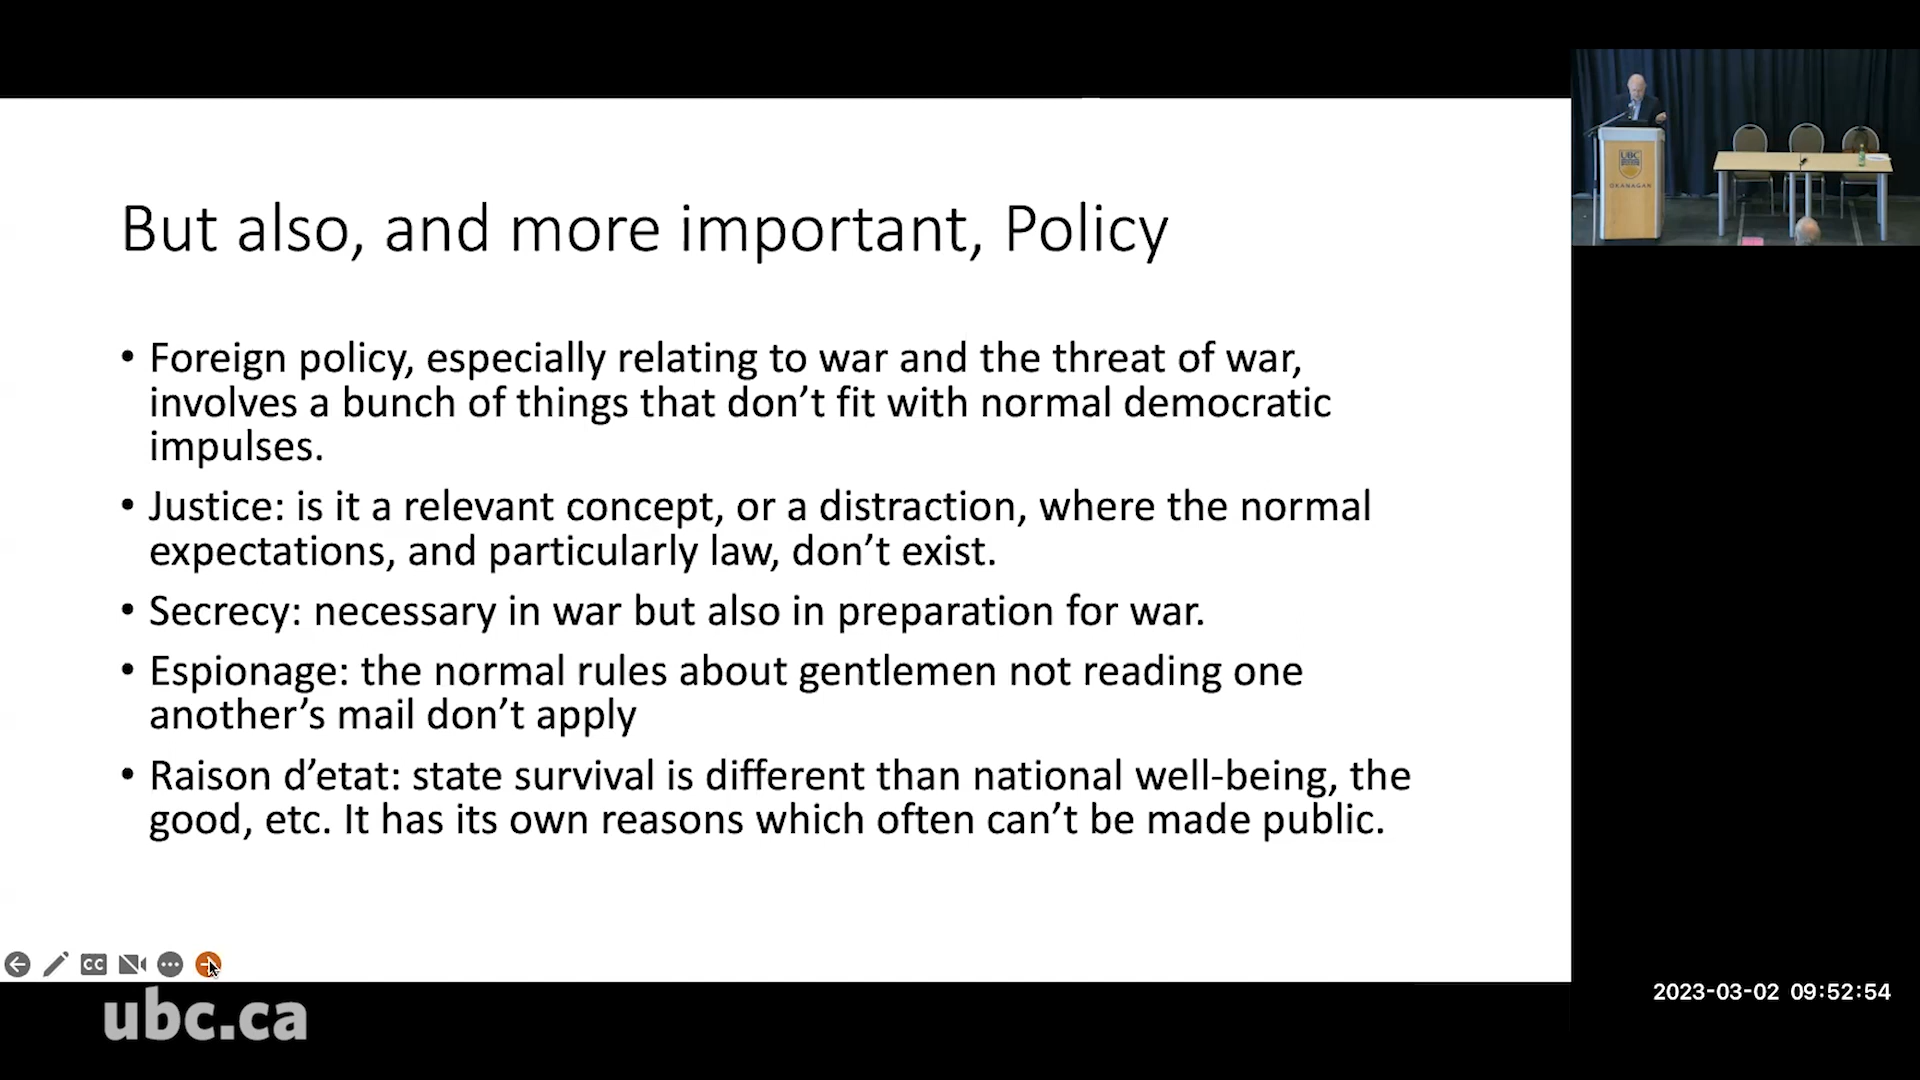 But also, and more important, Policy
• Foreign policy, especially relating to war and the threat of war,
involves a bunch of things that don’t fit with normal democratic
impulses.
• Justice: is it a relevant concept, or a distraction, where the normal
expectations, and particularly law, don’t exist.
• Secrecy: necessary in war but also in preparation for war.
• Espionage: the normal rules about gentlemen not reading one
another’s mail don’t apply
• Raison d’etat: state survival is different than national well-being, the
good, etc. It has its own reasons which often can’t be made public.
CC
ubc.ca
UBC
OKANAGAN
2023-03-02 09:52:54